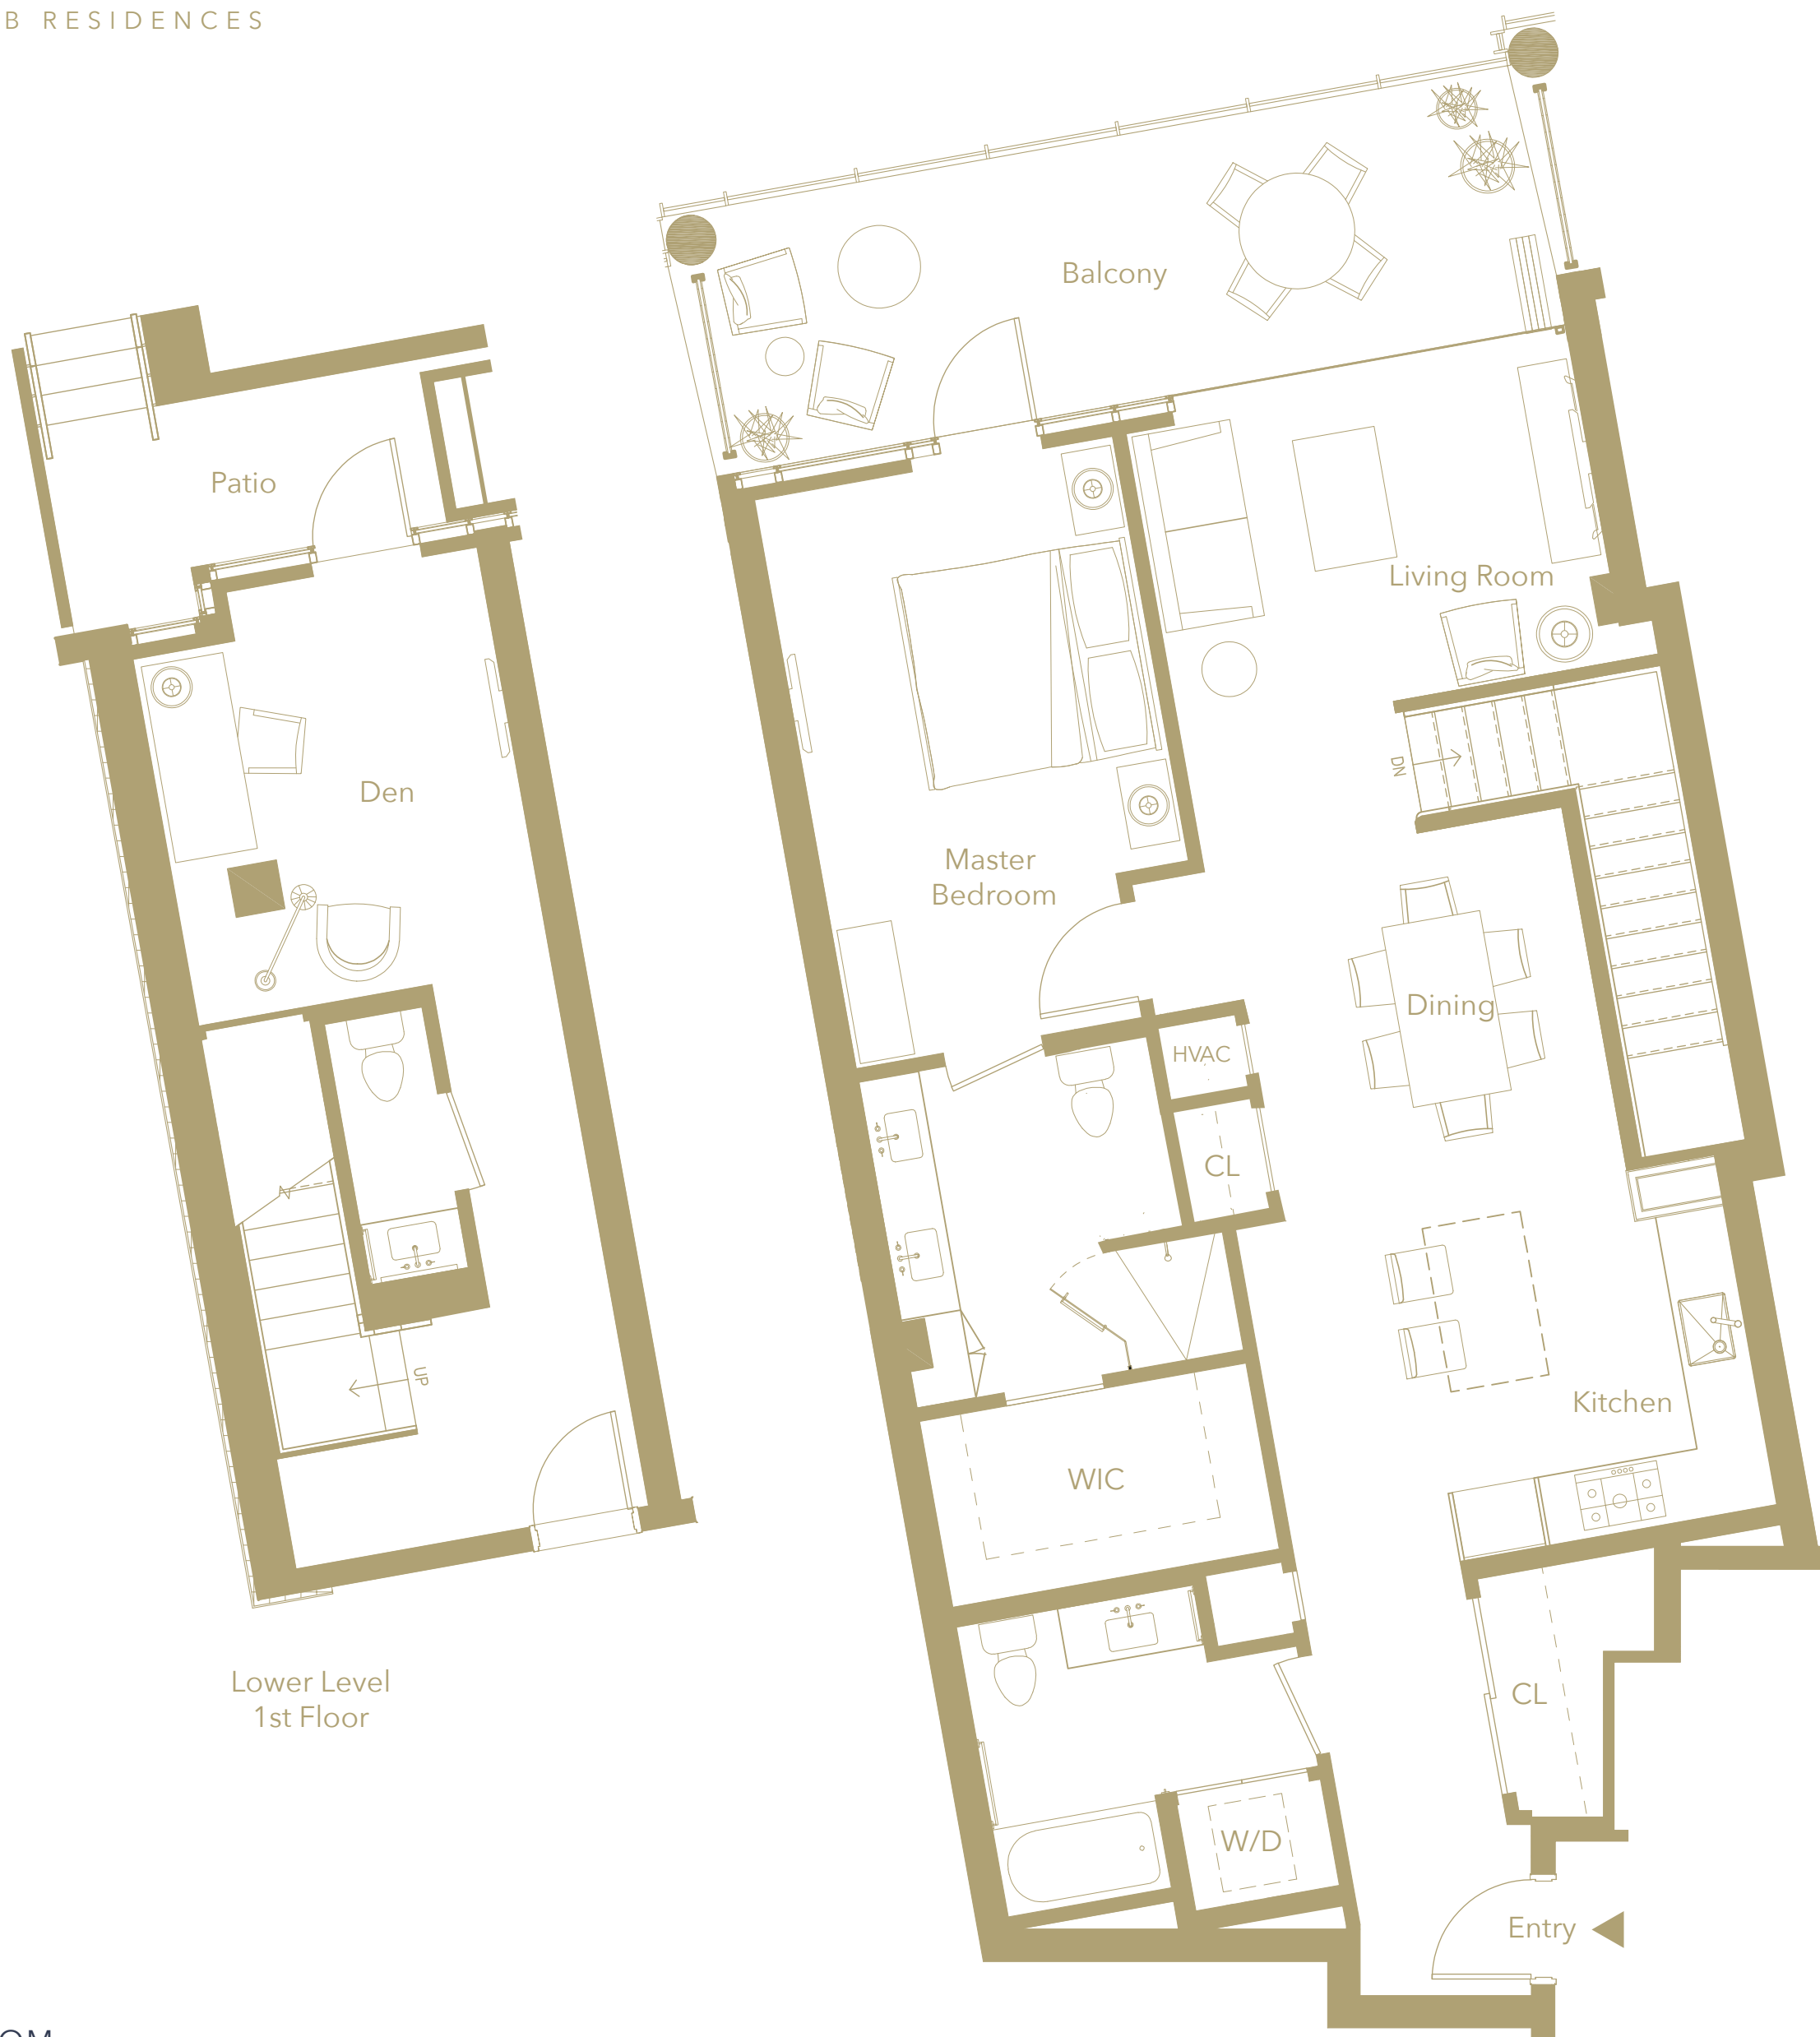 B RESIDENCES
Balcony
Patio
Living Room
Den
DN
Master
Bedroom
Dining
HVAC
CL
UP
Kitchen
WIC
Lower Level
1st Floor
CL
W/D
Entry
OM